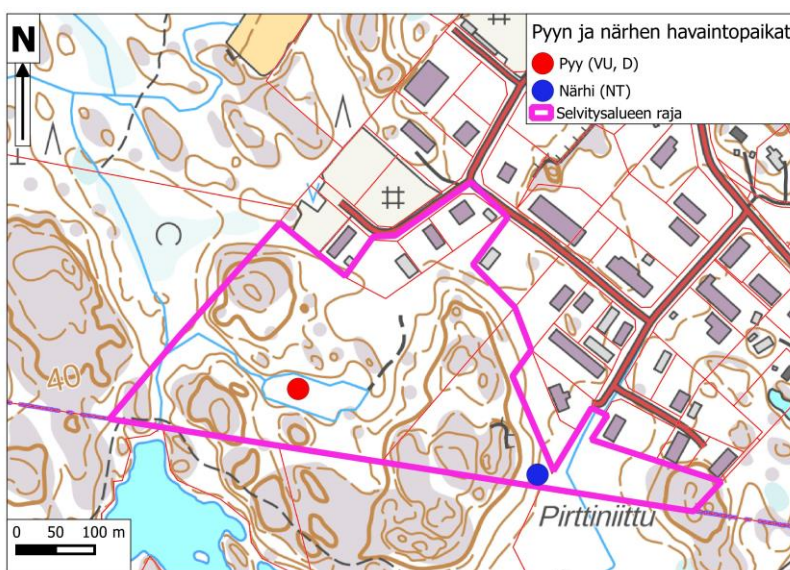 N
Pyyn ja närhen havaintopaikat
Pyy (VU, D)
Närhi (NT)
Selvitysalueen raja
40
Pirttiniittu
0 50 100 m